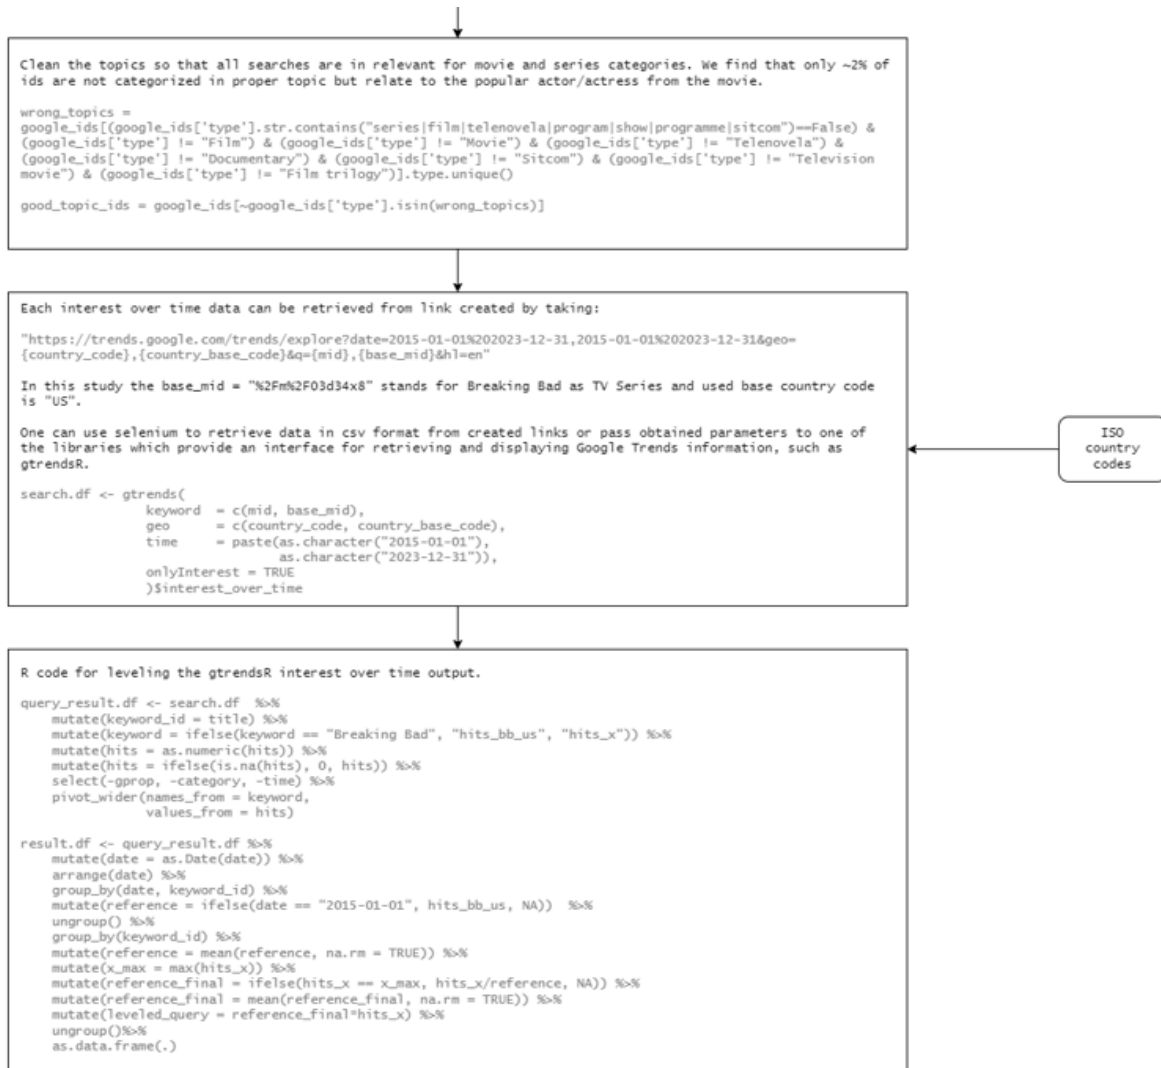 Clean the topics so that all searches are in relevant for movie and series categories. We find that only ~2% of
ids are not categorized in proper topic but relate to the popular actor/actress from the movie.
wrong_topics =
google_ids[(google_ids['type'].str.contains("series|film|telenovela|program|show|programme|sitcom")==False) &
(google_ids['type'] != "Film") & (google_ids['type'] != "Movie") & (google_ids['type'] != "Telenovela") &
(google_ids['type'] != "Documentary") & (google_ids['type'] != "Sitcom") & (google_ids['type'] != "Television
movie") & (google_ids['type'] != "Film trilogy")].type.unique()
good_topic_ids = google_ids[~google_ids['type'].isin(wrong_topics)]
Each interest over time data can be retrieved from link created by taking:
"https://trends.google.com/trends/explore?date=2015-01-01%202023-12-31,2015-01-01%202023-12-31&geo=
{country_code},{country_base_code}&q={mid},{base_mid}&hl=en"
In this study the base_mid = "%2Fm%2F03d34x8" stands for Breaking Bad as TV Series and used base country code
is "US".
One can use selenium to retrieve data in csv format from created links or pass obtained parameters to one of
the libraries which provide an interface for retrieving and displaying Google Trends information, such as
gtrendsR.
search.df <- gtrends(
keyword = c(mid, base_mid),
geo = c(country_code, country_base_code),
time = paste(as.character("2015-01-01"),
as.character("2023-12-31")),
onlyInterest = TRUE
)$interest_over_time
ISO
country
codes
R code for leveling the gtrendsR interest over time output.
query_result.df <- search.df %>%
mutate(keyword_id = title) %>%
mutate(keyword = ifelse(keyword == "Breaking Bad", "hits_bb_us", "hits_x")) %>%
mutate(hits = as.numeric(hits)) %>%
mutate(hits = ifelse(is.na(hits), 0, hits)) %>%
select(-gprop, -category, -time) %>%
pivot_wider(names_from = keyword,
values_from = hits)
result.df <- query_result.df %>%
mutate(date = as.Date(date)) %>%
arrange(date) %>%
group_by(date, keyword_id) %>%
mutate(reference = ifelse(date == "2015-01-01", hits_bb_us, NA)) %>%
ungroup() %>%
group_by(keyword_id) %>%
mutate(reference = mean(reference, na.rm = TRUE)) %>%
mutate(x_max = max(hits_x)) %>%
mutate(reference_final = ifelse(hits_x == x_max, hits_x/reference, NA)) %>%
mutate(reference_final = mean(reference_final, na.rm = TRUE)) %>%
mutate(leveled_query = reference_final*hits_x) %>%
ungroup()%>%
as.data.frame(.)